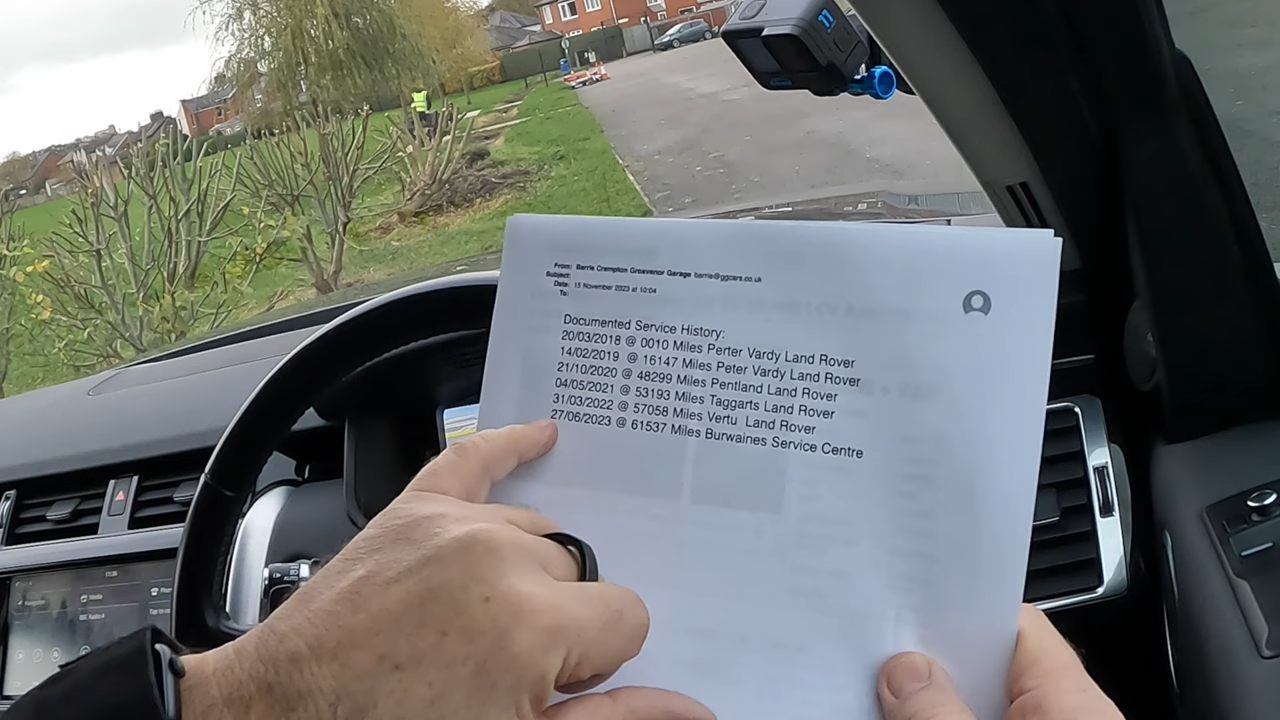 From: Barrie Crampton Grosvenor Garage barrie@ggcars.co.uk
Subject:
Date: 15 November 2023 at 10:04
To:
Documented Service History:
20/03/2018 @ 0010 Miles Perter Vardy Land Rover
14/02/2019 @ 16147 Miles Peter Vardy Land Rover
21/10/2020 @ 48299 Miles Pentland Land Rover
04/05/2021 @ 53193 Miles Taggarts Land Rover
31/03/2022 @ 57058 Miles Vertu Land Rover
27/06/2023 @ 61537 Miles Burwaines Service Centre
11
Media
AUTO